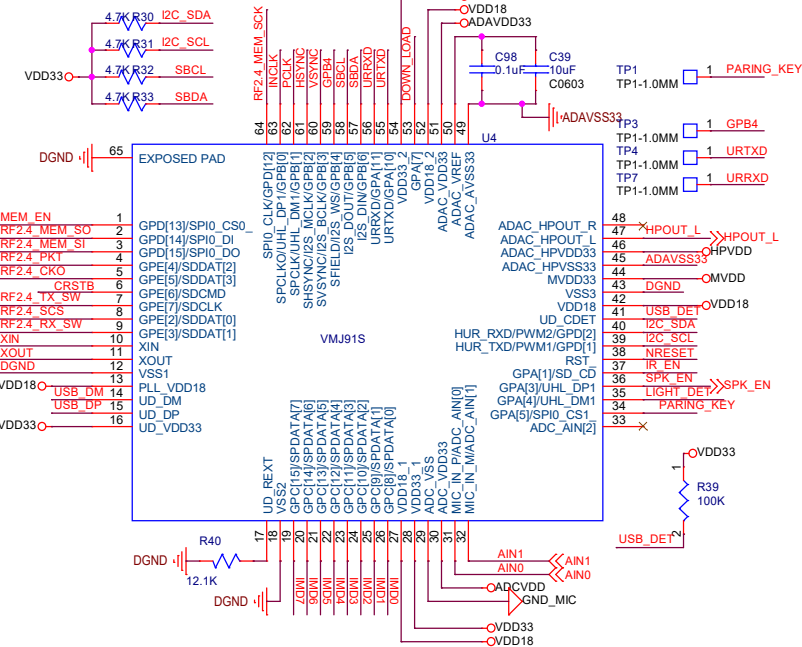 4.7K R30 I2C_SDA
4.7K R31 I2C_SCL
VDD33
4.7K R32 SBCL
4.7K R33 SBDA
RF2.4_MEM_SCK
INCLK
PCLK
HSYNC
VSYNC
GPB4
SBCL
SBDA
URRXD
URTXD
DOWN_LOAD
VDD18
ADAVDD33
C98
0.1uF
C39
10uF
C0603
ADAVSS33
TP1
TP1-1.0MM
1 PARING_KEY
TP3
TP1-1.0MM
1 GPB4
TP4
TP1-1.0MM
1 URTXD
TP7
TP1-1.0MM
1 URRXD
64 63 62 61 60 59 58 57 56 55 54 53 52 51 50 49
U4
DGND
65
EXPOSED PAD
SPI0_CLK/GPD[12]
SPCLKO/UHL_DP1/GPB[0]
SPCLK/UHL_DM1/GPB[1]
SHSYNC/I2S_MCLK/GPB[2]
SVSYNC/I2S_BCLK/GPB[3]
SFIELD/I2S_WS/GPB[4]
I2S_DOUT/GPB[5]
I2S_DIN/GPB[6]
URRXD/GPA[11]
URTXD/GPA[10]
VDD33_2
GPA[7]
VDD18_2
ADAC_VDD33
ADAC_VREF
ADAC_AVSS33
MEM_EN 1 GPD[13]/SPI0_CS0_
RF2.4_MEM_SO 2 GPD[14]/SPI0_DI
RF2.4_MEM_SI 3 GPD[15]/SPI0_DO
RF2.4_PKT 4 GPE[4]/SDDAT[2]
RF2.4_CKO 5 GPE[5]/SDDAT[3]
CRSTB 6 GPE[6]/SDCMD
RF2.4_TX_SW 7 GPE[7]/SDCLK
RF2.4_SCS 8 GPE[2]/SDDAT[0]
RF2.4_RX_SW 9 GPE[3]/SDDAT[1]
XIN 10 XIN
XOUT 11 XOUT
DGND 12 VSS1
VDD18 13 PLL_VDD18
USB_DM 14 UD_DM
USB_DP 15 UD_DP
VDD33 16 UD_VDD33
VMJ91S
ADAC_HPOUT_R 48
ADAC_HPOUT_L 47 HPOUT_L HPOUT_L
ADAC_HPVDD33 46 HPVDD
ADAC_HPVSS33 45 ADAVSS33
MVDD33 44 MVDD
VSS3 43 DGND
VDD18 42 VDD18
UD_CDET 41 USB_DET
HUR_RXD/PWM2/GPD[2] 40 I2C_SDA
HUR_TXD/PWM1/GPD[1] 39 I2C_SCL
RST_ 38 NRESET
GPA[1]/SD_CD 37 IR_EN
GPA[3]/UHL_DP1 36 SPK_EN SPK_EN
GPA[4]/UHL_DM1 35 LIGHT_DET
GPA[5]/SPI0_CS1_ 34 PARING_KEY
ADC_AIN[2] 33
UD_REXT
VSS2
GPC[15]/SPDATA[7]
GPC[14]/SPDATA[6]
GPC[13]/SPDATA[5]
GPC[12]/SPDATA[4]
GPC[11]/SPDATA[3]
GPC[10]/SPDATA[2]
GPC[9]/SPDATA[1]
GPC[8]/SPDATA[0]
VDD18_1
VDD33_1
ADC_VSS
ADC_VDD33
MIC_IN_P/ADC_AIN[0]
MIC_IN_M/ADC_AIN[1]
17 18 19 20 21 22 23 24 25 26 27 28 29 30 31 32
VDD33
1
R39
100K
2
USB_DET
R40
DGND
12.1K
DGND
IMD7
IMD6
IMD5
IMD4
IMD3
IMD2
IMD1
IMD0
AIN1 AIN1
AIN0 AIN0
ADCVDD
GND_MIC
VDD33
VDD18